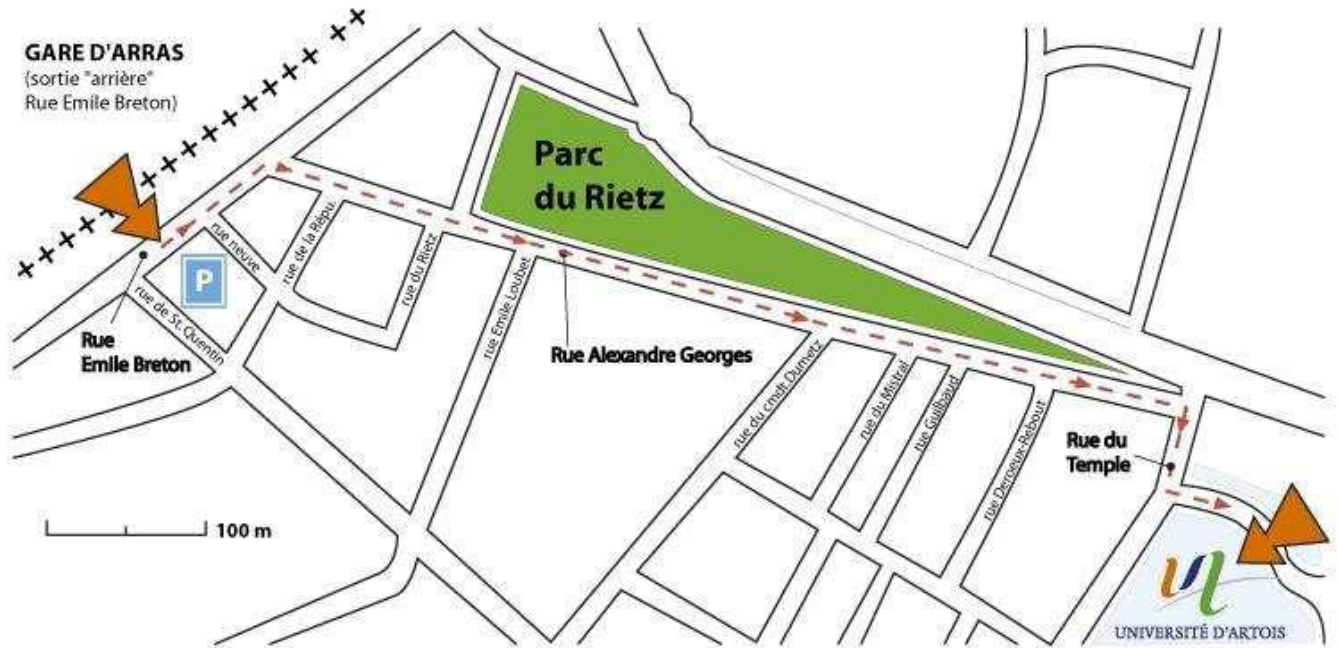 GARE D'ARRAS
(sortie "arrière"
Rue Emile Breton)
Parc
du Rietz
rue neuve
rue de la Répu.
rue du Rietz
P
rue de St. Quentin
Rue
Emile Breton
rue Emile Loubet
Rue Alexandre Georges
rue du cmdt Dumetz
rue du Mistral
rue Guilbaud
rue Deroeux-Rebout
Rue du
Temple
100 m
UNIVERSITÉ D'ARTOIS